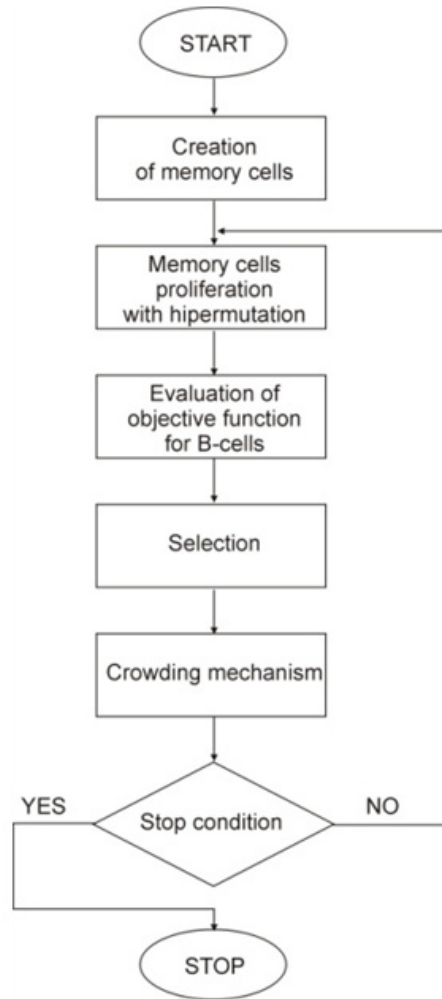 START
Creation
of memory cells
Memory cells
proliferation
with hipermutation
Evaluation of
objective function
for B-cells
Selection
Crowding mechanism
YES
Stop condition
NO
STOP